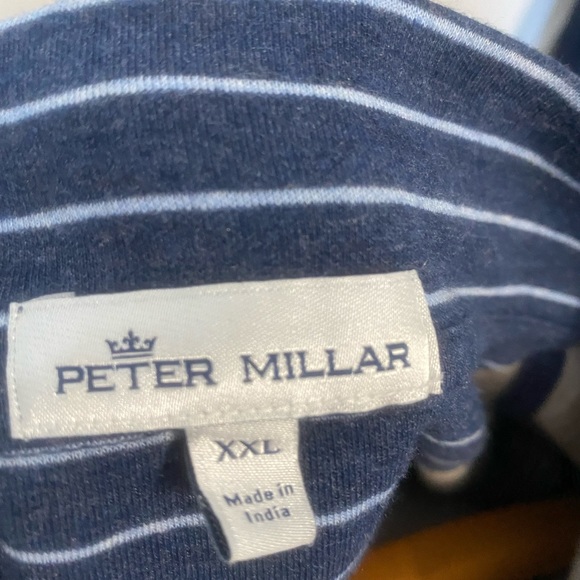 PETER MILLAR
XXL
Made in
India